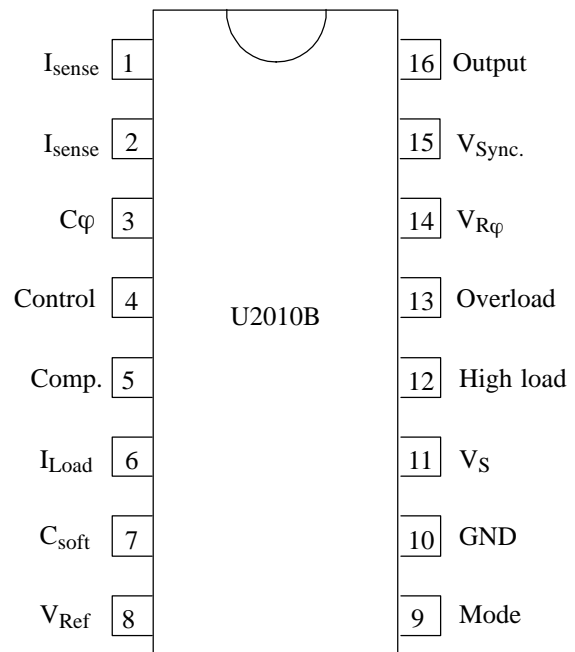 I_sense 1 16 Output
I_sense 2 15 V_Sync.
Cφ 3 14 V_Rφ
Control 4 13 Overload
U2010B
Comp. 5 12 High load
I_Load 6 11 V_S
C_soft 7 10 GND
V_Ref 8 9 Mode